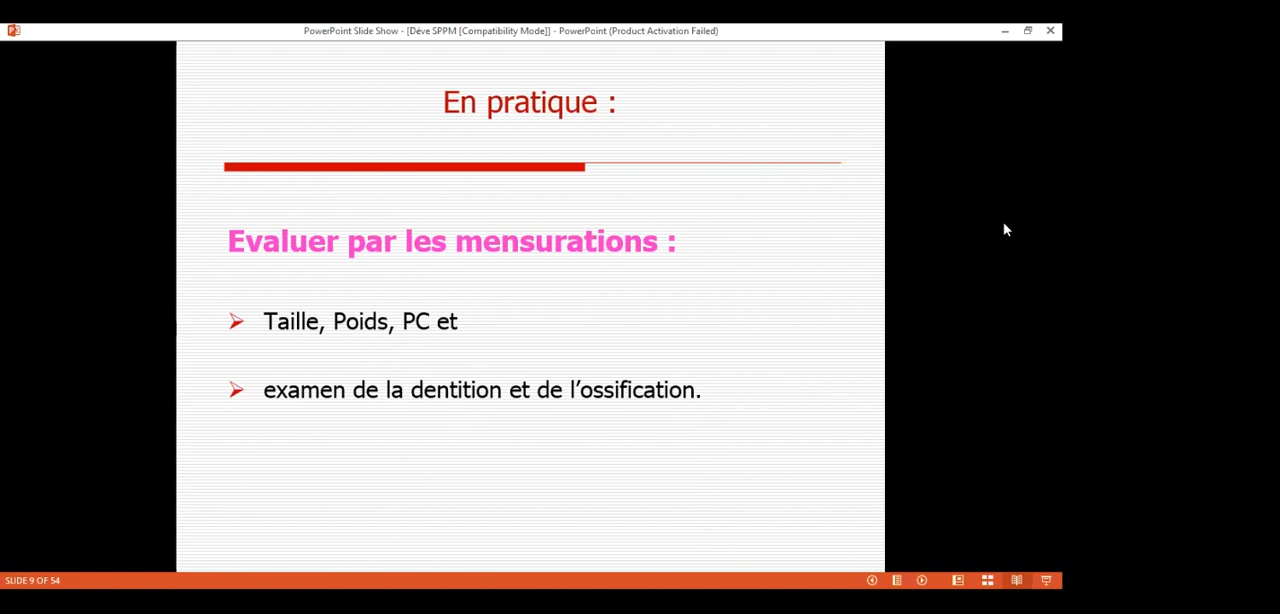 PowerPoint Slide Show - [Déve SPPM [Compatibility Mode]] - PowerPoint (Product Activation Failed)
En pratique :
Evaluer par les mensurations :
Taille, Poids, PC et
examen de la dentition et de l’ossification.
SLIDE 9 OF 54